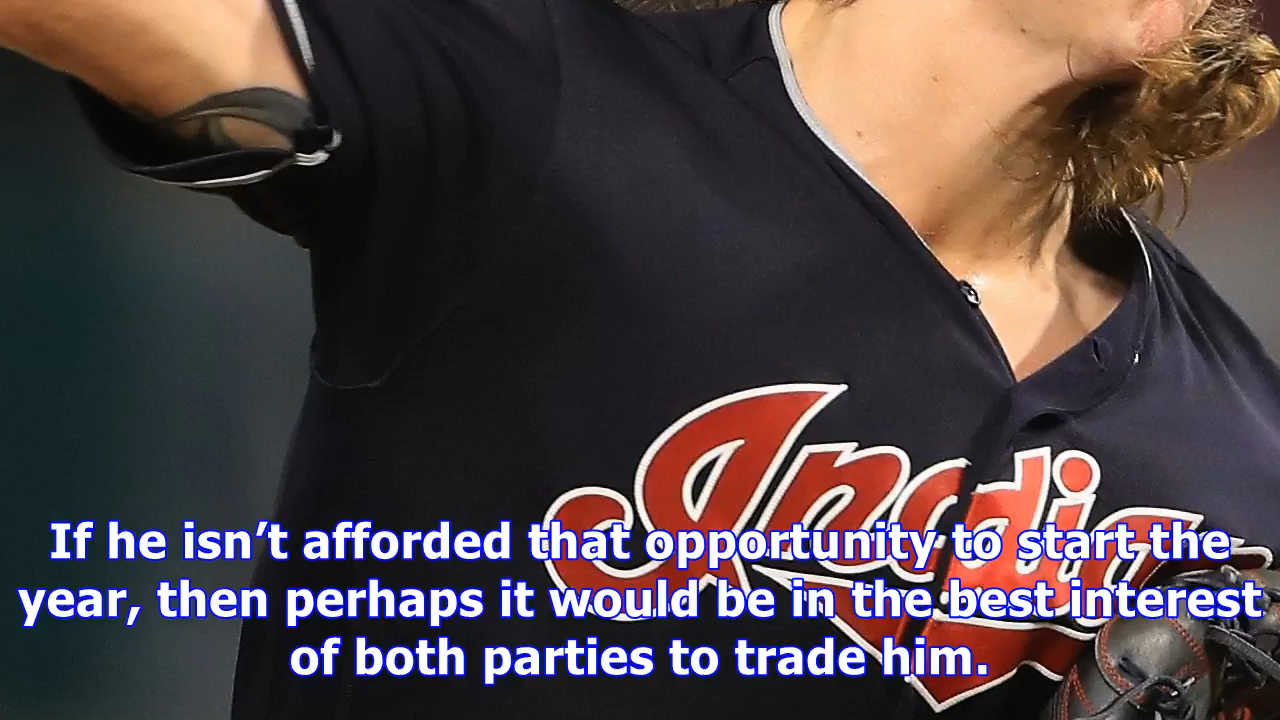 Indians
If he isn’t afforded that opportunity to start the
year, then perhaps it would be in the best interest
of both parties to trade him.